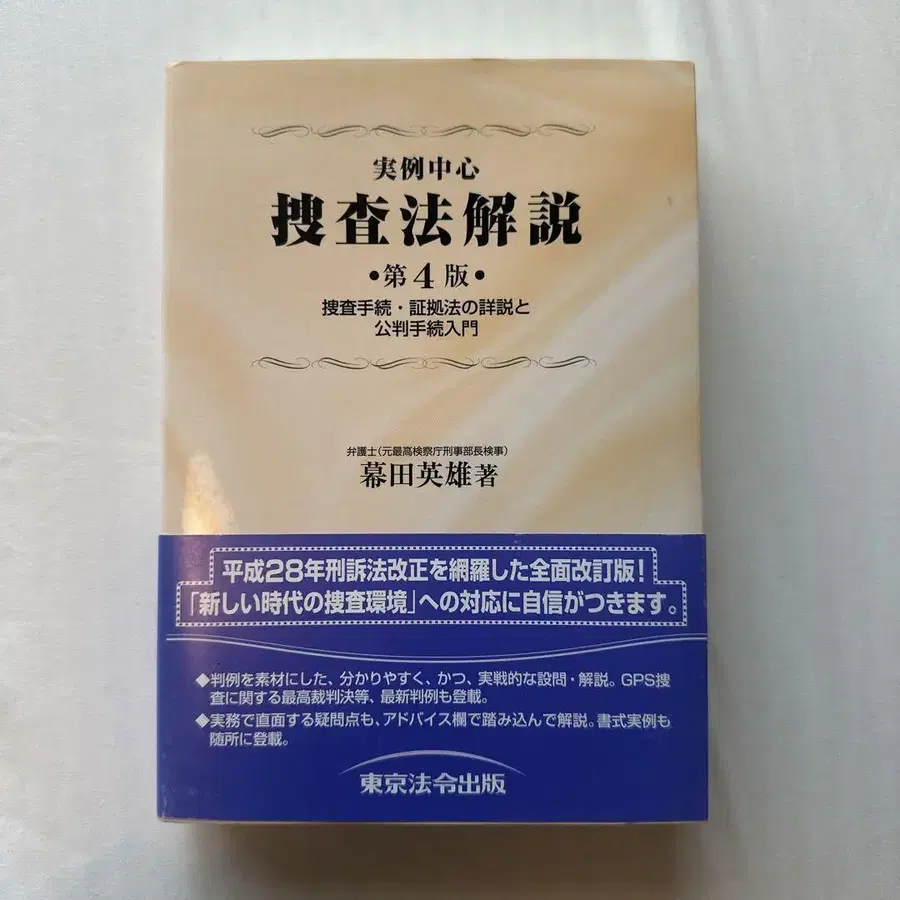 実例中心
捜査法解説
•第4版•
捜査手続・証拠法の詳説と
公判手続入門
弁護士(元最高検察庁刑事部長検事)
幕田英雄著
平成28年刑訴法改正を網羅した全面改訂版!
「新しい時代の捜査環境」への対応に自信がつきます。
◆判例を素材にした、分かりやすく、かつ、実戦的な設問・解説。GPS捜
査に関する最高裁判決等、最新判例も登載。
◆実務で直面する疑問点も、アドバイス欄で踏み込んで解説。書式実例も
随所に登載。
東京法令出版